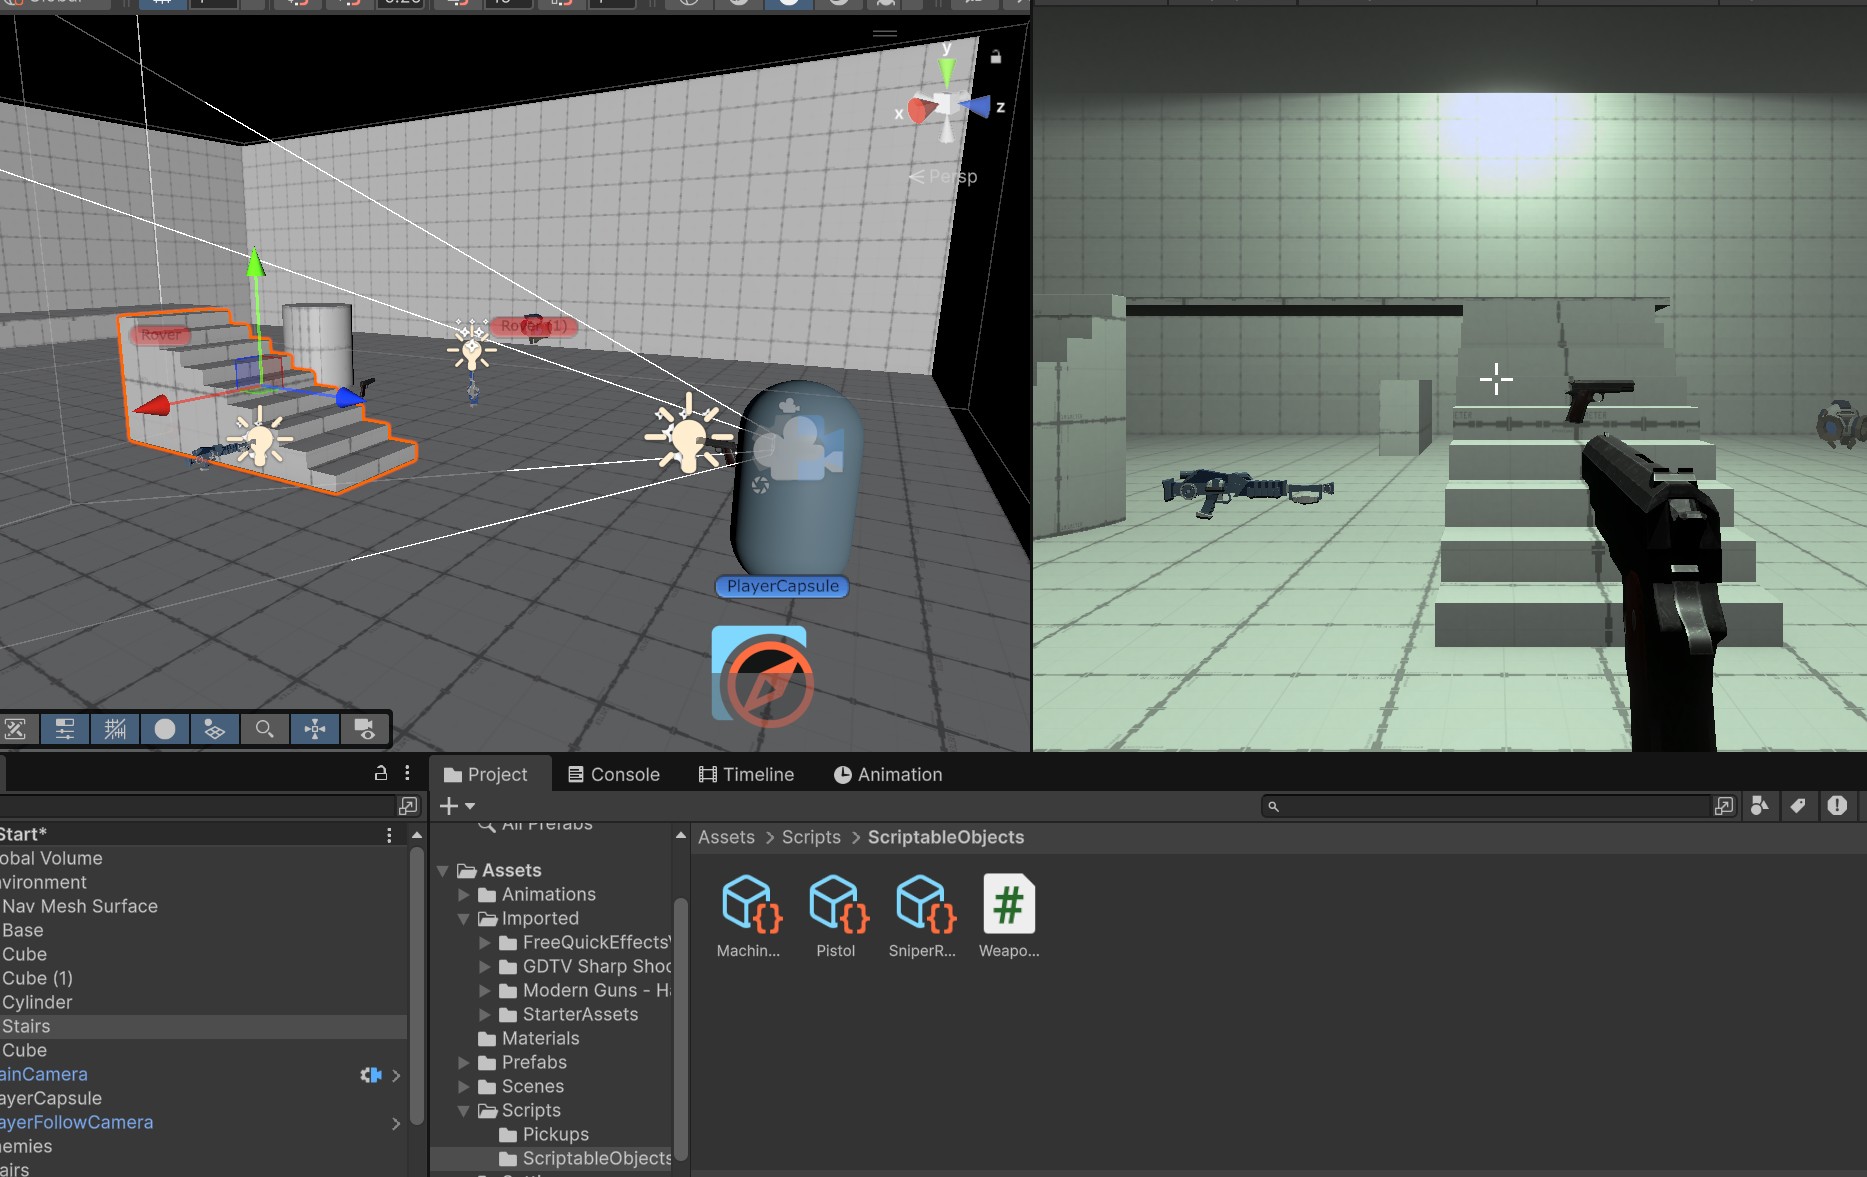 y
x
z
Persp
Rover
Rover (1)
PlayerCapsule
Project
Console
Timeline
Animation
Start*
obal Volume
vironment
Nav Mesh Surface
Base
Cube
Cube (1)
Cylinder
Stairs
Cube
ainCamera
ayerCapsule
ayerFollowCamera
emies
airs
All Prefabs
Assets
Animations
Imported
FreeQuickEffects
GDTV Sharp Shoo
Modern Guns - Ha
StarterAssets
Materials
Prefabs
Scenes
Scripts
Pickups
ScriptableObjects
Assets > Scripts > ScriptableObjects
Machin...
Pistol
SniperR...
Weapo...